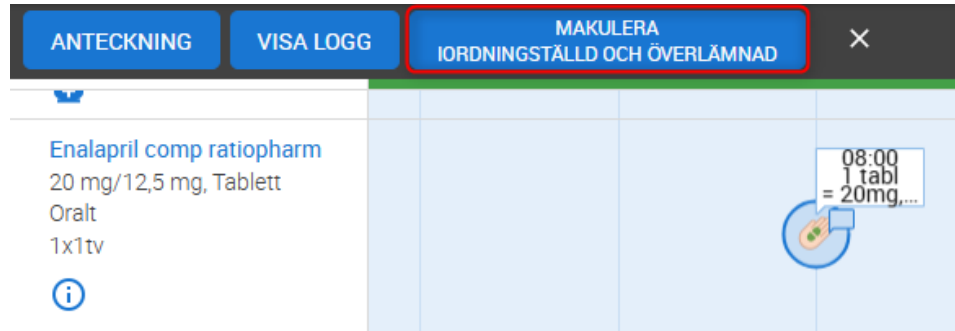 ANTECKNING
VISA LOGG
MAKULERA
IORDNINGSTÄLLD OCH ÖVERLÄMNAD
Enalapril comp ratiopharm
20 mg/12,5 mg, Tablett
Oralt
1x1tv
08:00
1 tabl
= 20mg,...